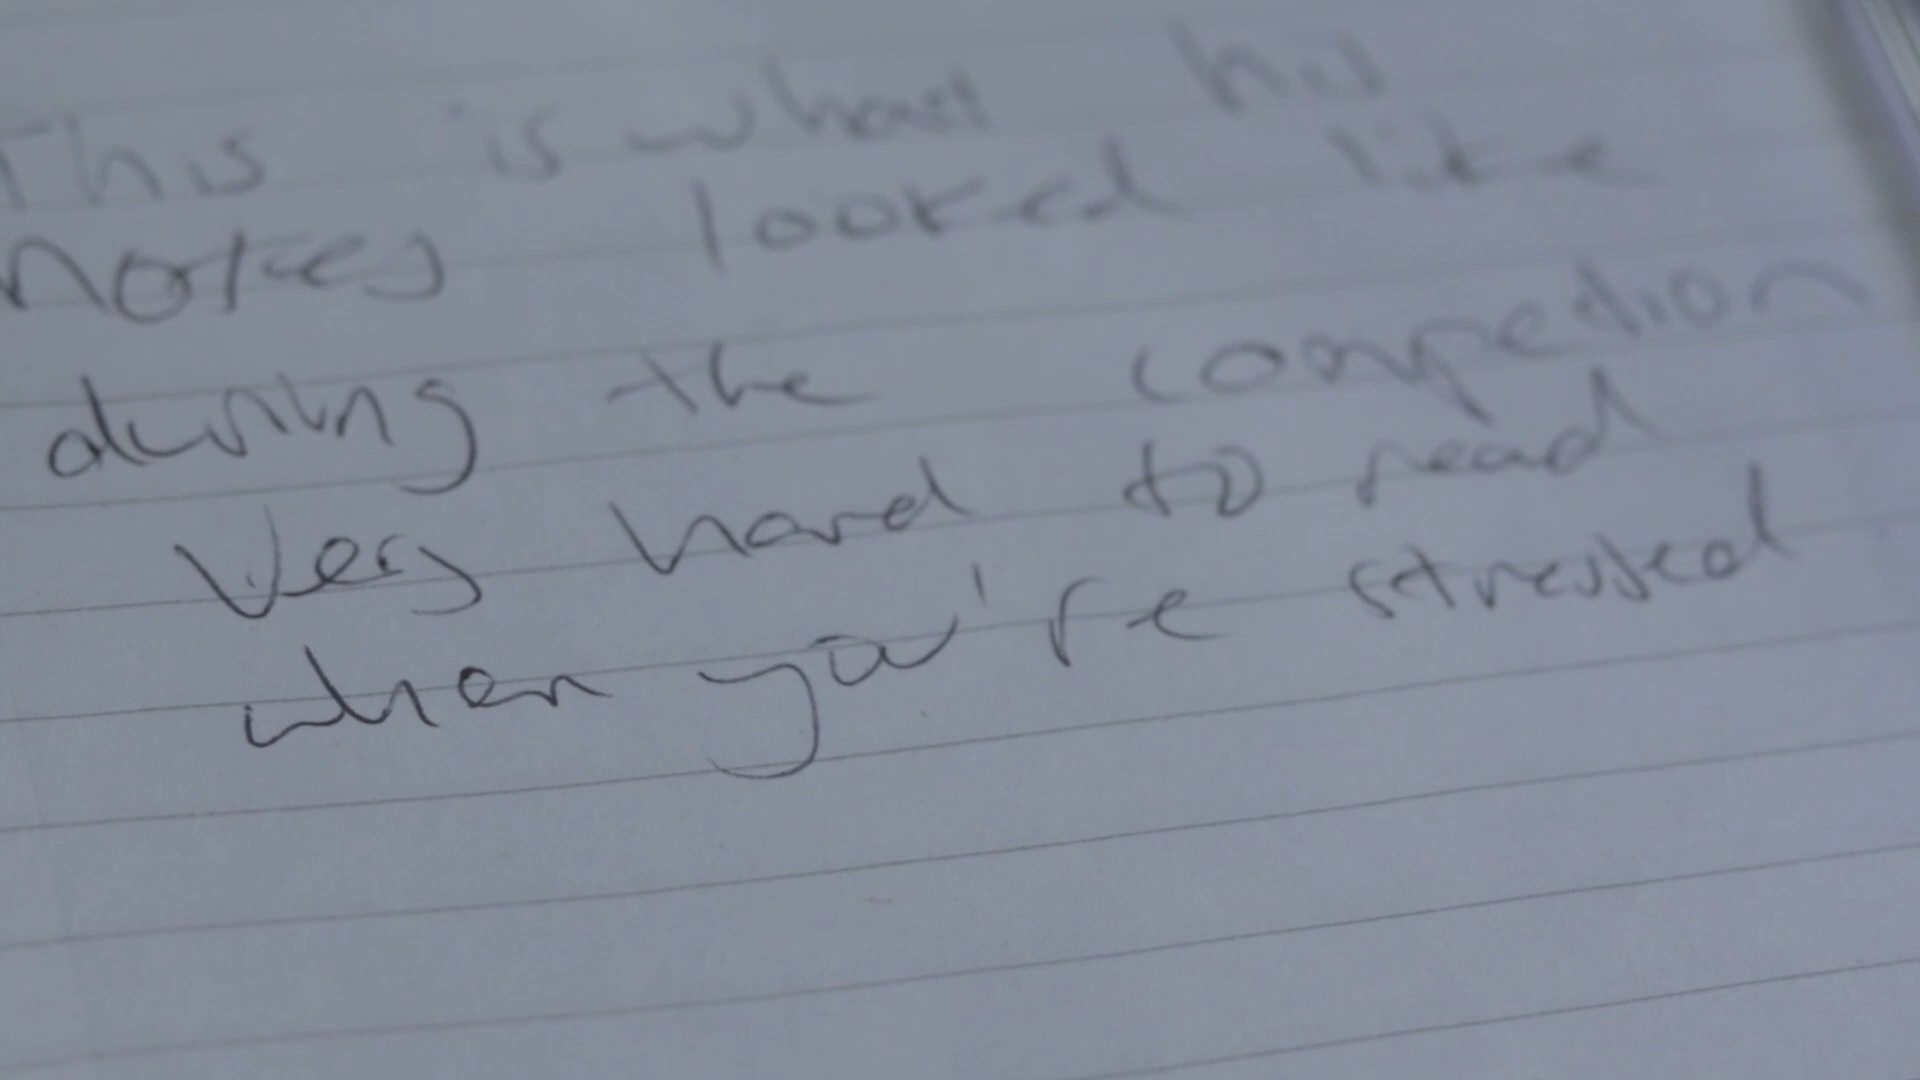 This is what his
notes looked like
during the competion
Very hard to read
when you're stressed